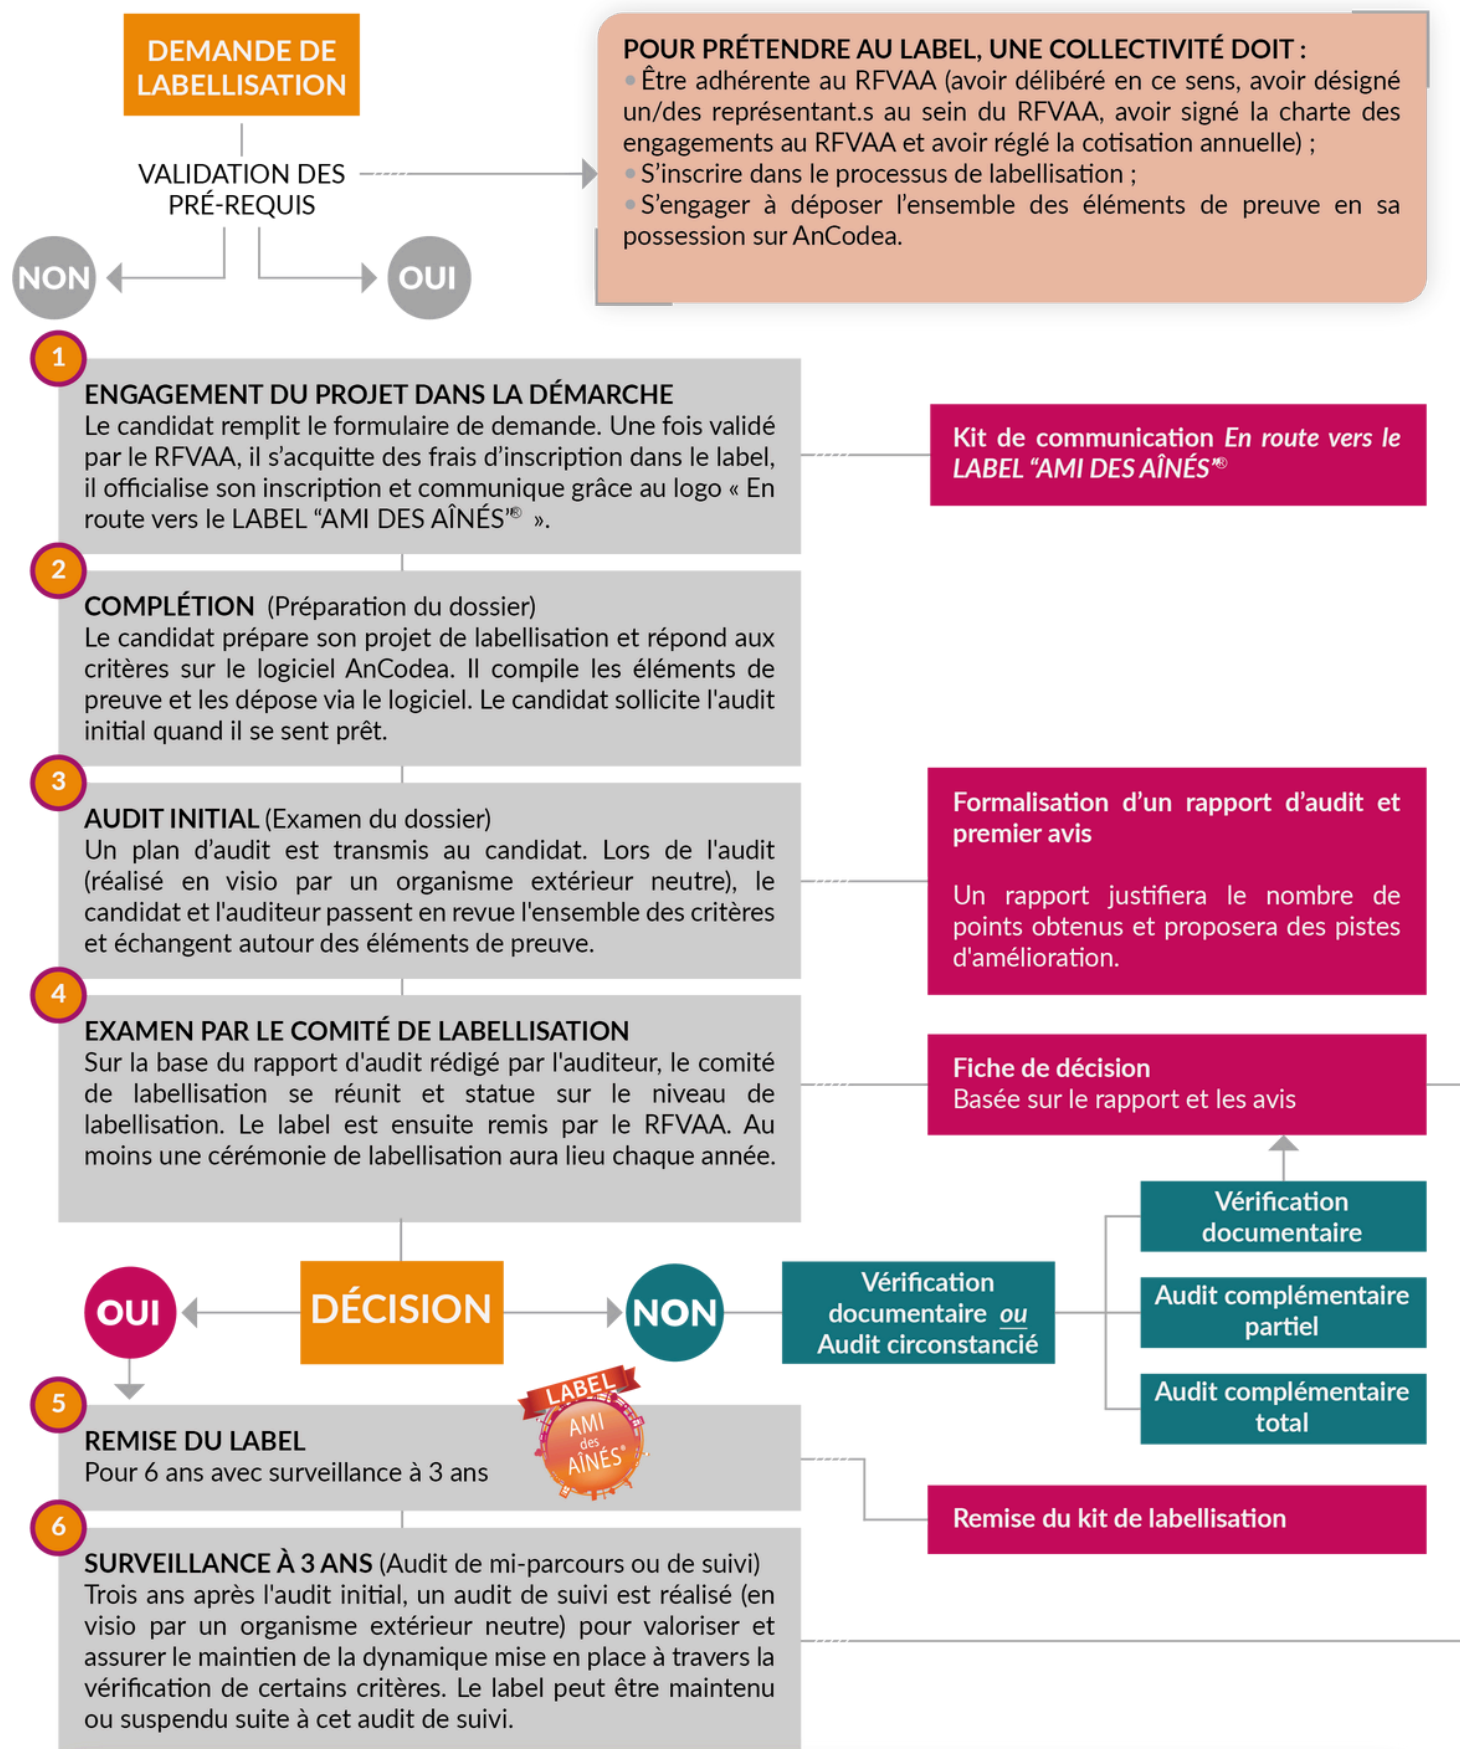 DEMANDE DE
LABELLISATION
VALIDATION DES
PRÉ-REQUIS
NON
OUI
POUR PRÉTENDRE AU LABEL, UNE COLLECTIVITÉ DOIT :
• Être adhérente au RFVAA (avoir délibéré en ce sens, avoir désigné
un/des représentant.s au sein du RFVAA, avoir signé la charte des
engagements au RFVAA et avoir réglé la cotisation annuelle) ;
• S’inscrire dans le processus de labellisation ;
• S’engager à déposer l’ensemble des éléments de preuve en sa
possession sur AnCodea.
1
ENGAGEMENT DU PROJET DANS LA DÉMARCHE
Le candidat remplit le formulaire de demande. Une fois validé
par le RFVAA, il s’acquitte des frais d’inscription dans le label,
il officialise son inscription et communique grâce au logo « En
route vers le LABEL “AMI DES AÎNÉS”® ».
Kit de communication En route vers le
LABEL “AMI DES AÎNÉS”®
2
COMPLÉTION (Préparation du dossier)
Le candidat prépare son projet de labellisation et répond aux
critères sur le logiciel AnCodea. Il compile les éléments de
preuve et les dépose via le logiciel. Le candidat sollicite l'audit
initial quand il se sent prêt.
3
AUDIT INITIAL (Examen du dossier)
Un plan d’audit est transmis au candidat. Lors de l'audit
(réalisé en visio par un organisme extérieur neutre), le
candidat et l'auditeur passent en revue l'ensemble des critères
et échangent autour des éléments de preuve.
Formalisation d’un rapport d’audit et
premier avis
Un rapport justifiera le nombre de
points obtenus et proposera des pistes
d'amélioration.
4
EXAMEN PAR LE COMITÉ DE LABELLISATION
Sur la base du rapport d'audit rédigé par l'auditeur, le comité
de labellisation se réunit et statue sur le niveau de
labellisation. Le label est ensuite remis par le RFVAA. Au
moins une cérémonie de labellisation aura lieu chaque année.
Fiche de décision
Basée sur le rapport et les avis
OUI
DÉCISION
NON
Vérification
documentaire ou
Audit circonstancié
Vérification
documentaire
Audit complémentaire
partiel
Audit complémentaire
total
5
REMISE DU LABEL
Pour 6 ans avec surveillance à 3 ans
LABEL
AMI
des
AÎNÉS®
Remise du kit de labellisation
6
SURVEILLANCE À 3 ANS (Audit de mi-parcours ou de suivi)
Trois ans après l'audit initial, un audit de suivi est réalisé (en
visio par un organisme extérieur neutre) pour valoriser et
assurer le maintien de la dynamique mise en place à travers la
vérification de certains critères. Le label peut être maintenu
ou suspendu suite à cet audit de suivi.